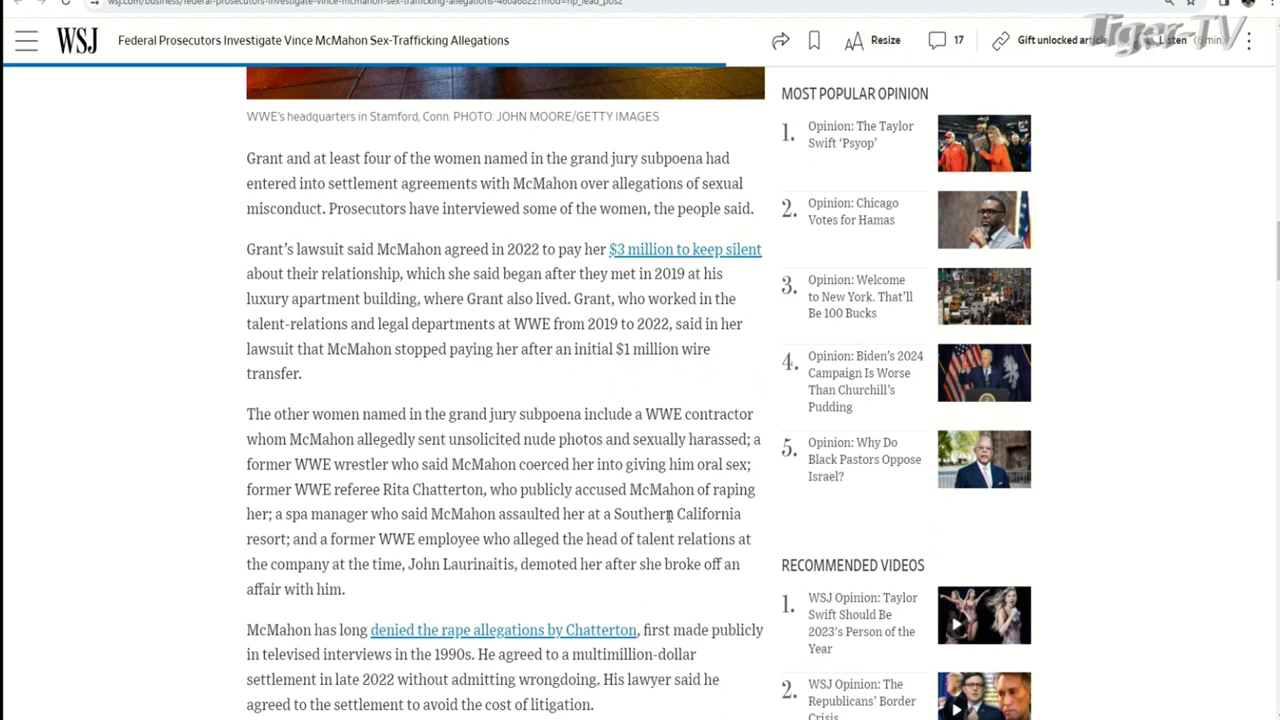 wsj.com/business/federal-prosecutors-investigate-vince-mcmahon-sex-trafficking-allegations-460a6822?mod=hp_lead_pos2
WSJ
Federal Prosecutors Investigate Vince McMahon Sex-Trafficking Allegations
Resize
17
Gift unlocked article
Listen
Tiger-TV
WWE's headquarters in Stamford, Conn. PHOTO: JOHN MOORE/GETTY IMAGES
Grant and at least four of the women named in the grand jury subpoena had
entered into settlement agreements with McMahon over allegations of sexual
misconduct. Prosecutors have interviewed some of the women, the people said.
Grant's lawsuit said McMahon agreed in 2022 to pay her $3 million to keep silent
about their relationship, which she said began after they met in 2019 at his
luxury apartment building, where Grant also lived. Grant, who worked in the
talent-relations and legal departments at WWE from 2019 to 2022, said in her
lawsuit that McMahon stopped paying her after an initial $1 million wire
transfer.
The other women named in the grand jury subpoena include a WWE contractor
whom McMahon allegedly sent unsolicited nude photos and sexually harassed; a
former WWE wrestler who said McMahon coerced her into giving him oral sex;
former WWE referee Rita Chatterton, who publicly accused McMahon of raping
her; a spa manager who said McMahon assaulted her at a Southern California
resort; and a former WWE employee who alleged the head of talent relations at
the company at the time, John Laurinaitis, demoted her after she broke off an
affair with him.
McMahon has long denied the rape allegations by Chatterton, first made publicly
in televised interviews in the 1990s. He agreed to a multimillion-dollar
settlement in late 2022 without admitting wrongdoing. His lawyer said he
agreed to the settlement to avoid the cost of litigation.
MOST POPULAR OPINION
1.
Opinion: The Taylor
Swift ‘Psyop’
2.
Opinion: Chicago
Votes for Hamas
3.
Opinion: Welcome
to New York. That'll
Be 100 Bucks
4.
Opinion: Biden's 2024
Campaign Is Worse
Than Churchill's
Pudding
5.
Opinion: Why Do
Black Pastors Oppose
Israel?
RECOMMENDED VIDEOS
1.
WSJ Opinion: Taylor
Swift Should Be
2023's Person of the
Year
2.
WSJ Opinion: The
Republicans' Border
Crisis